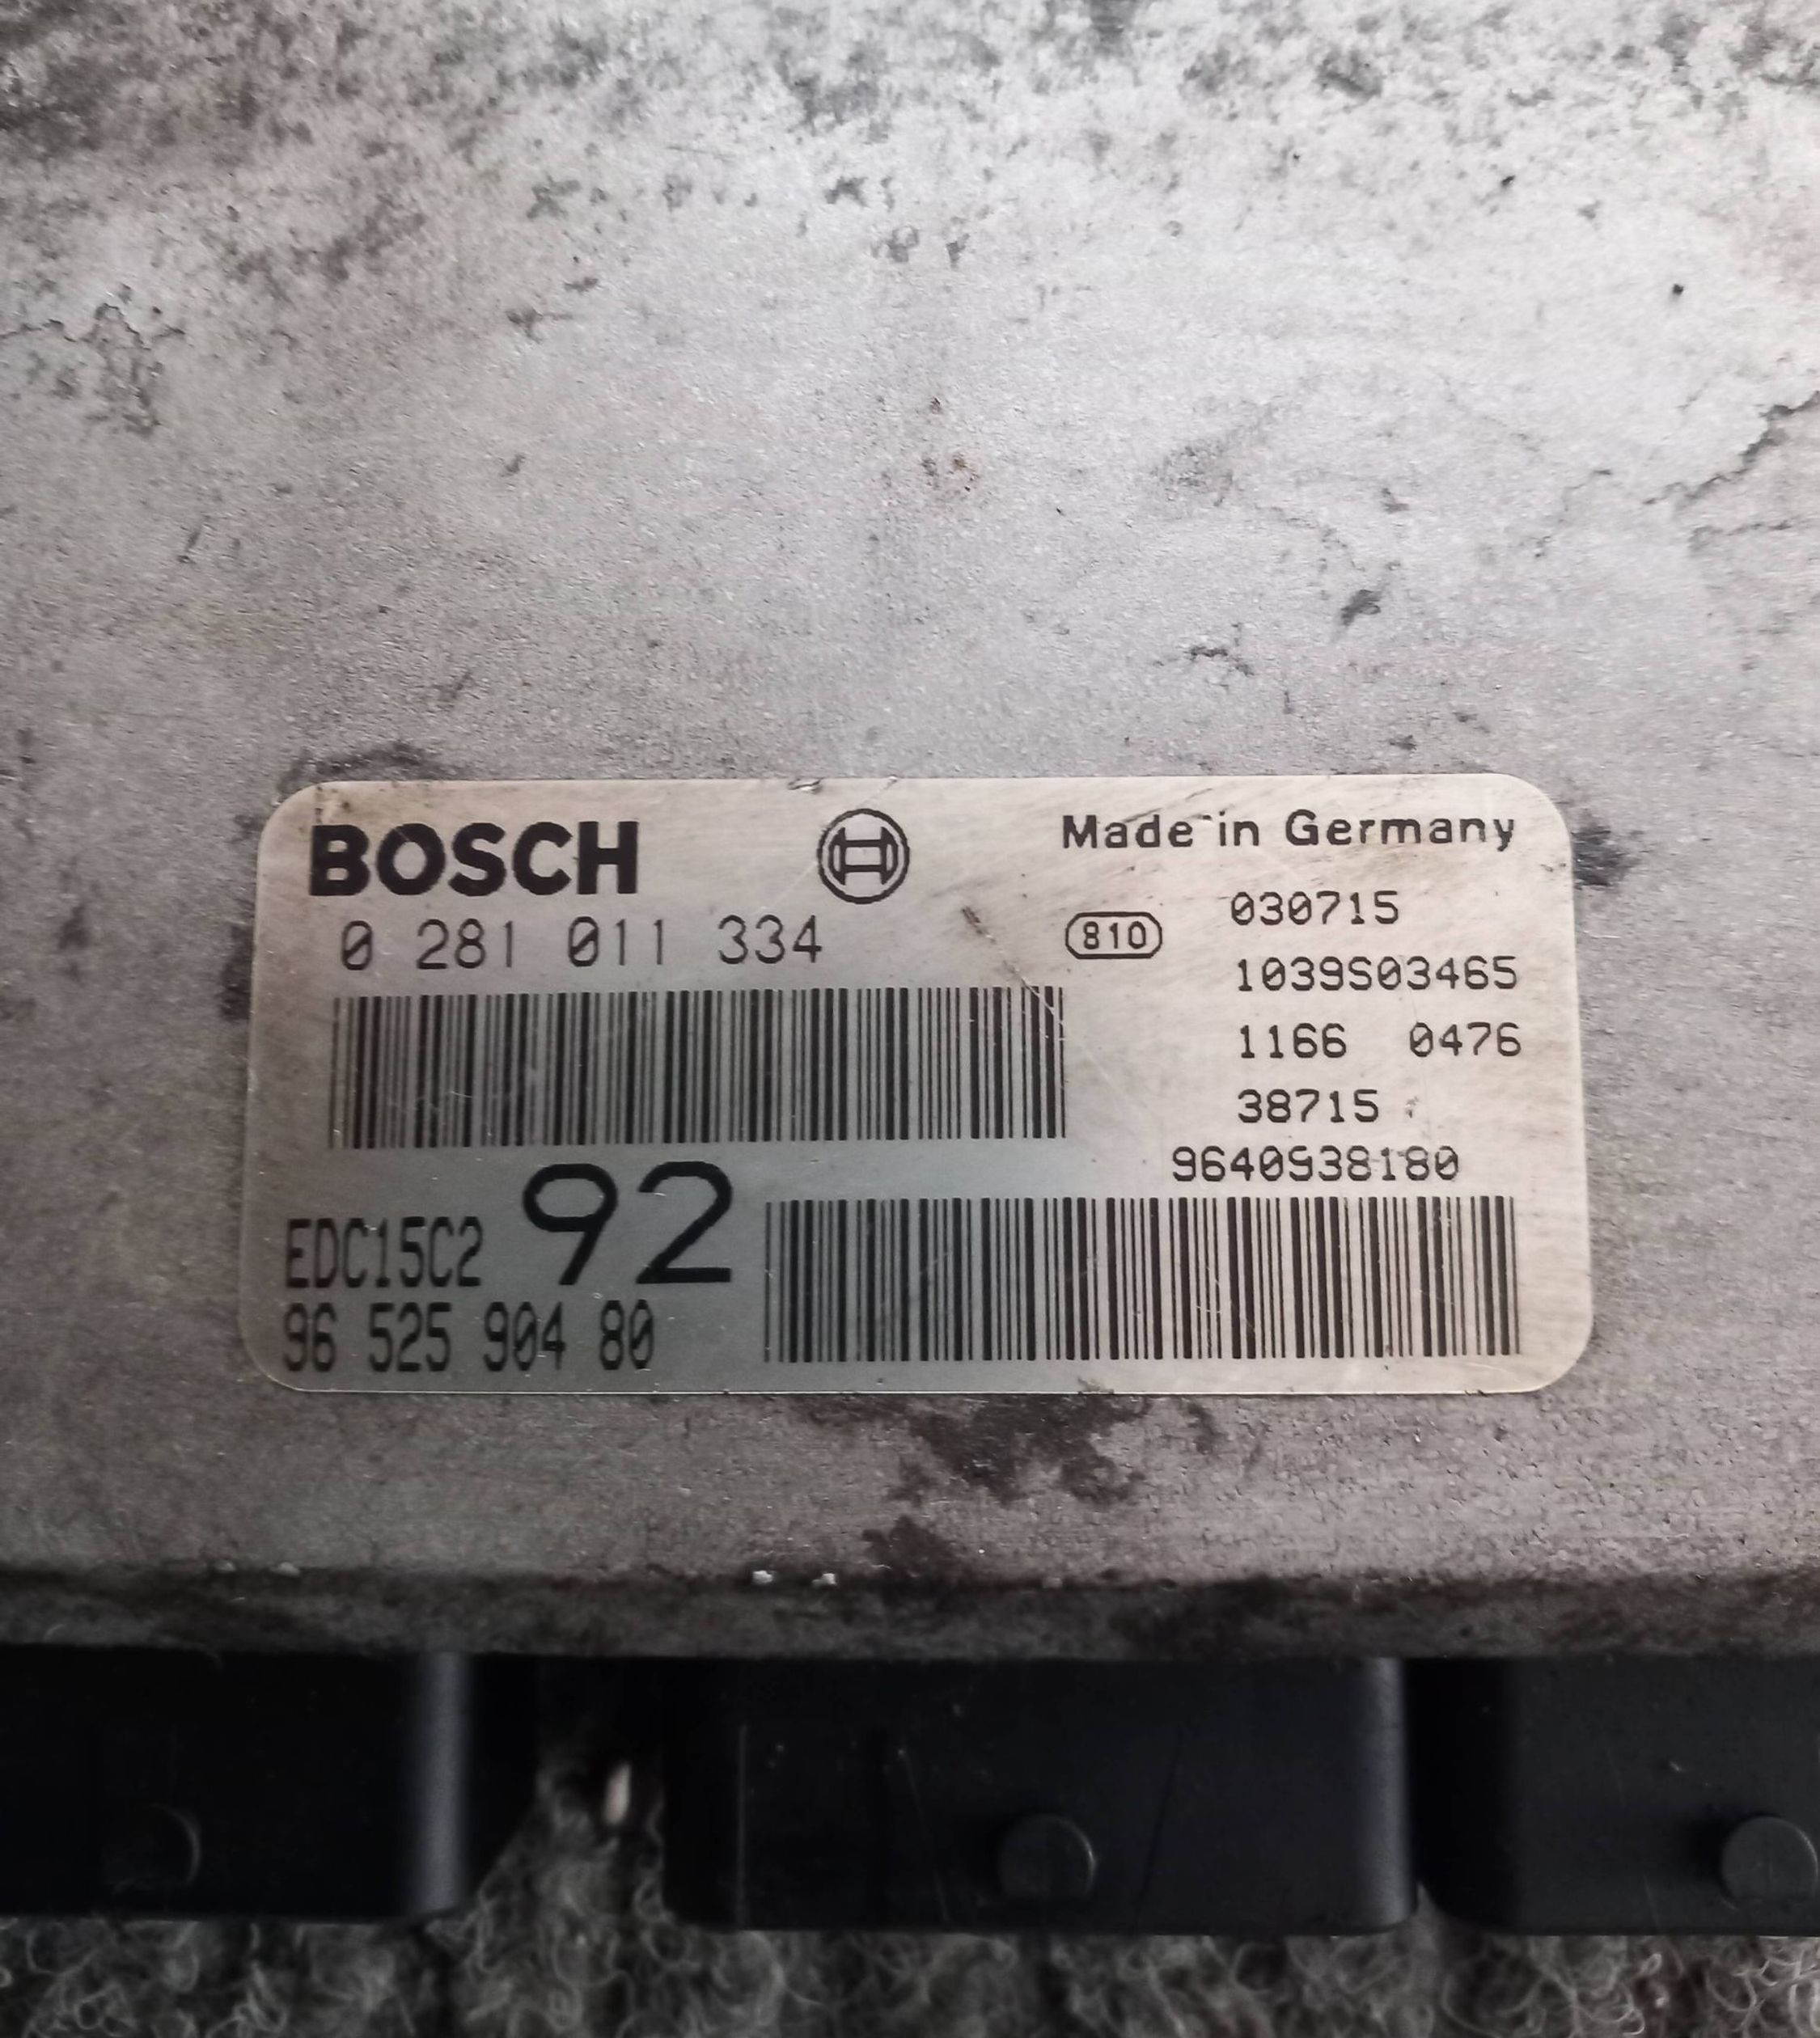 BOSCH
Made in Germany
0 281 011 334
810
030715
1039S03465
1166 0476
38715
9640938180
EDC15C2
92
96 525 904 80